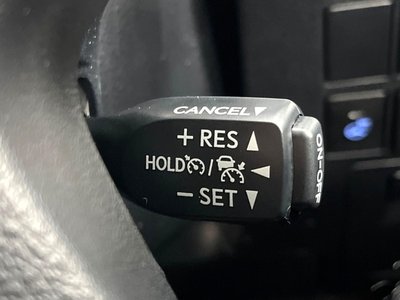 CANCEL▼
+ RES ▲
HOLD / ◀
− SET ▼
ON-OFF